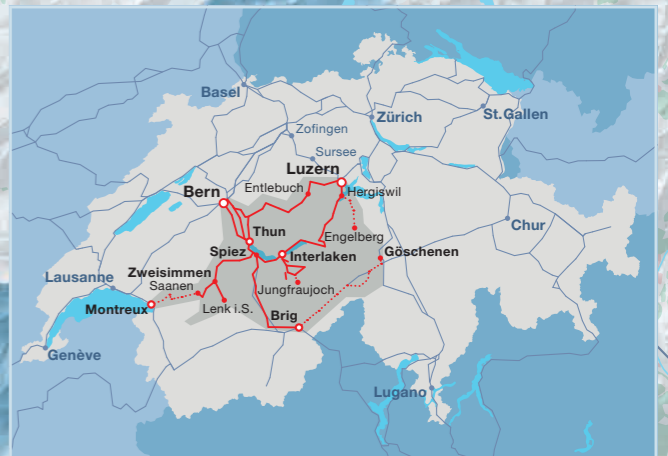 Basel
Zofingen
Zürich
St.Gallen
Sursee
Luzern
Entlebuch
Hergiswil
Bern
Thun
Engelberg
Chur
Spiez
Interlaken
Göschenen
Zweisimmen
Lausanne
Saanen
Jungfraujoch
Montreux
Lenk i.S.
Brig
Genève
Lugano